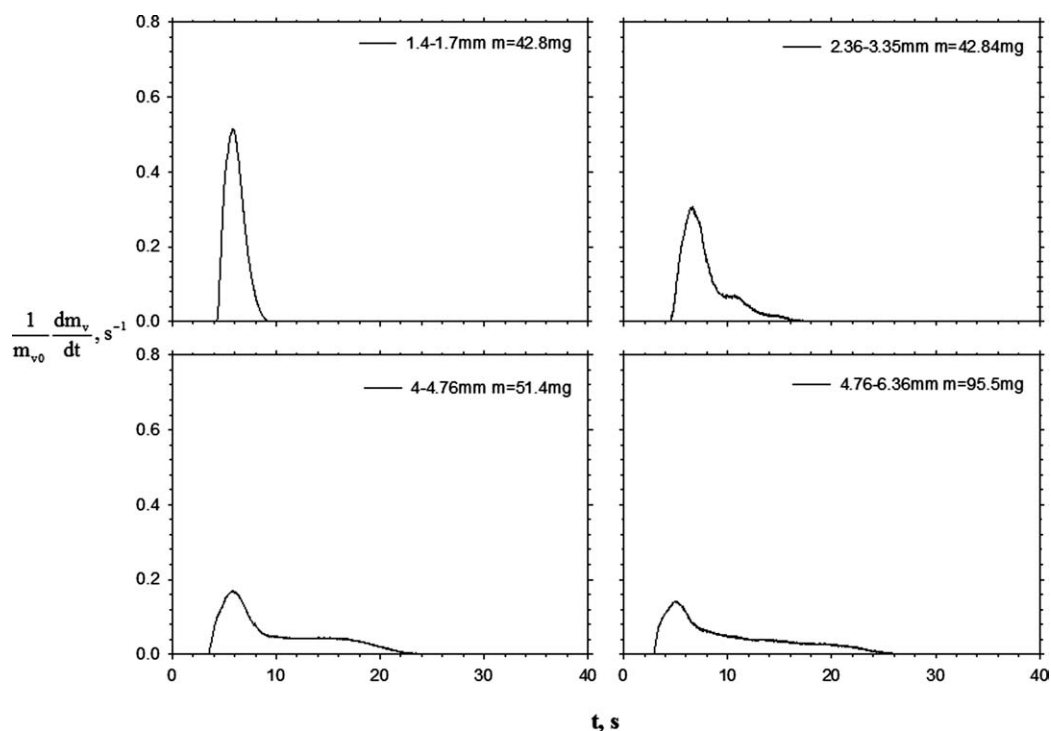 0.8
1.4-1.7mm m=42.8mg
0.6
0.4
0.2
0.0
2.36-3.35mm m=42.84mg
1/m_v0 dm_v/dt, s⁻¹
0.8
4-4.76mm m=51.4mg
0.6
0.4
0.2
0.0
0 10 20 30 40
4.76-6.36mm m=95.5mg
0 10 20 30 40
t, s